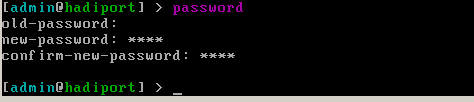 [admin@hadiport] > password
old-password:
new-password: ****
confirm-new-password: ****
[admin@hadiport] > _